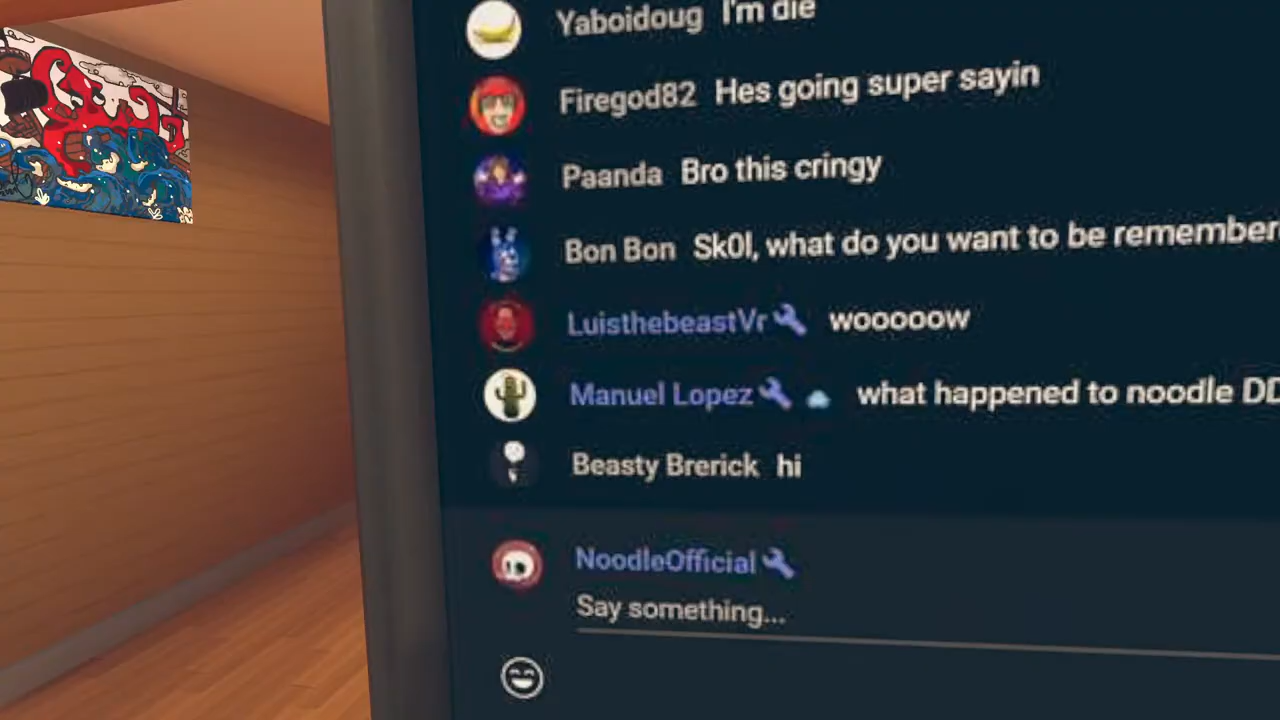 Yaboidoug I'm die
Firegod82 Hes going super sayin
Paanda Bro this cringy
Bon Bon Sk0l, what do you want to be remember
LuisthebeastVr wooooow
Manuel Lopez what happened to noodle DD
Beasty Brerick hi
NoodleOfficial
Say something...